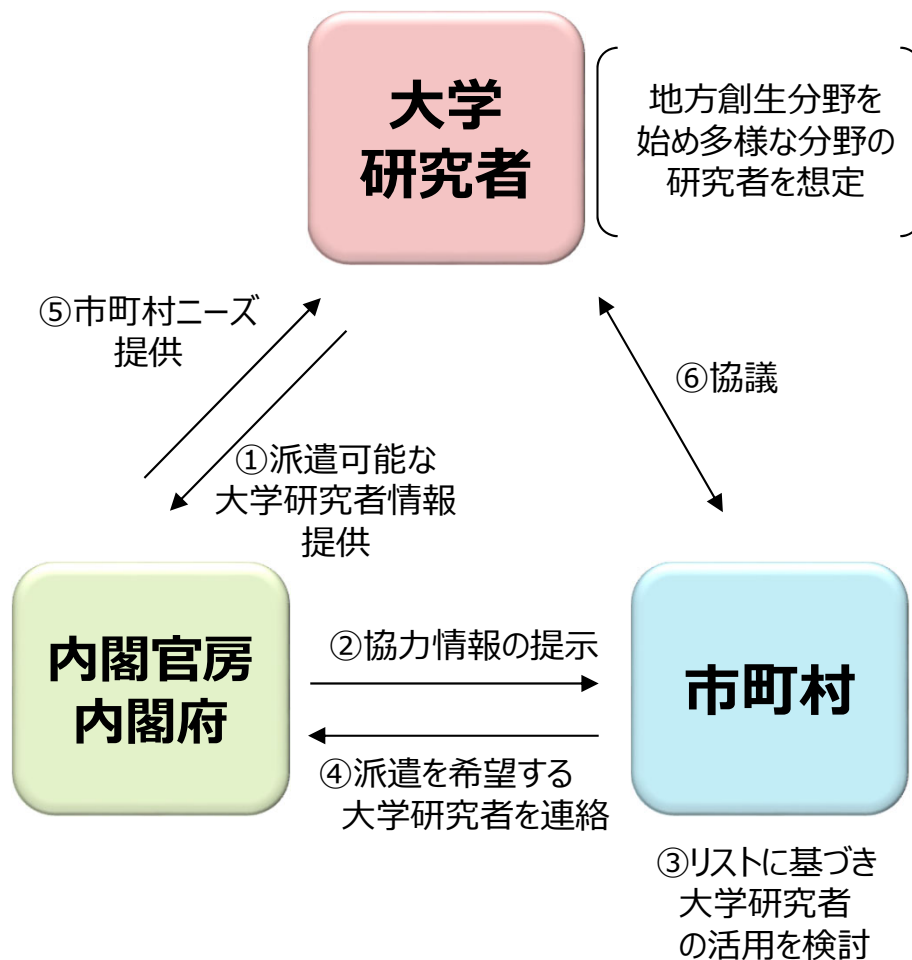 大学
研究者
地方創生分野を
始め多様な分野の
研究者を想定
⑤市町村ニーズ
提供
①派遣可能な
大学研究者情報
提供
⑥協議
内閣官房
内閣府
②協力情報の提示
④派遣を希望する
大学研究者を連絡
市町村
③リストに基づき
大学研究者
の活用を検討